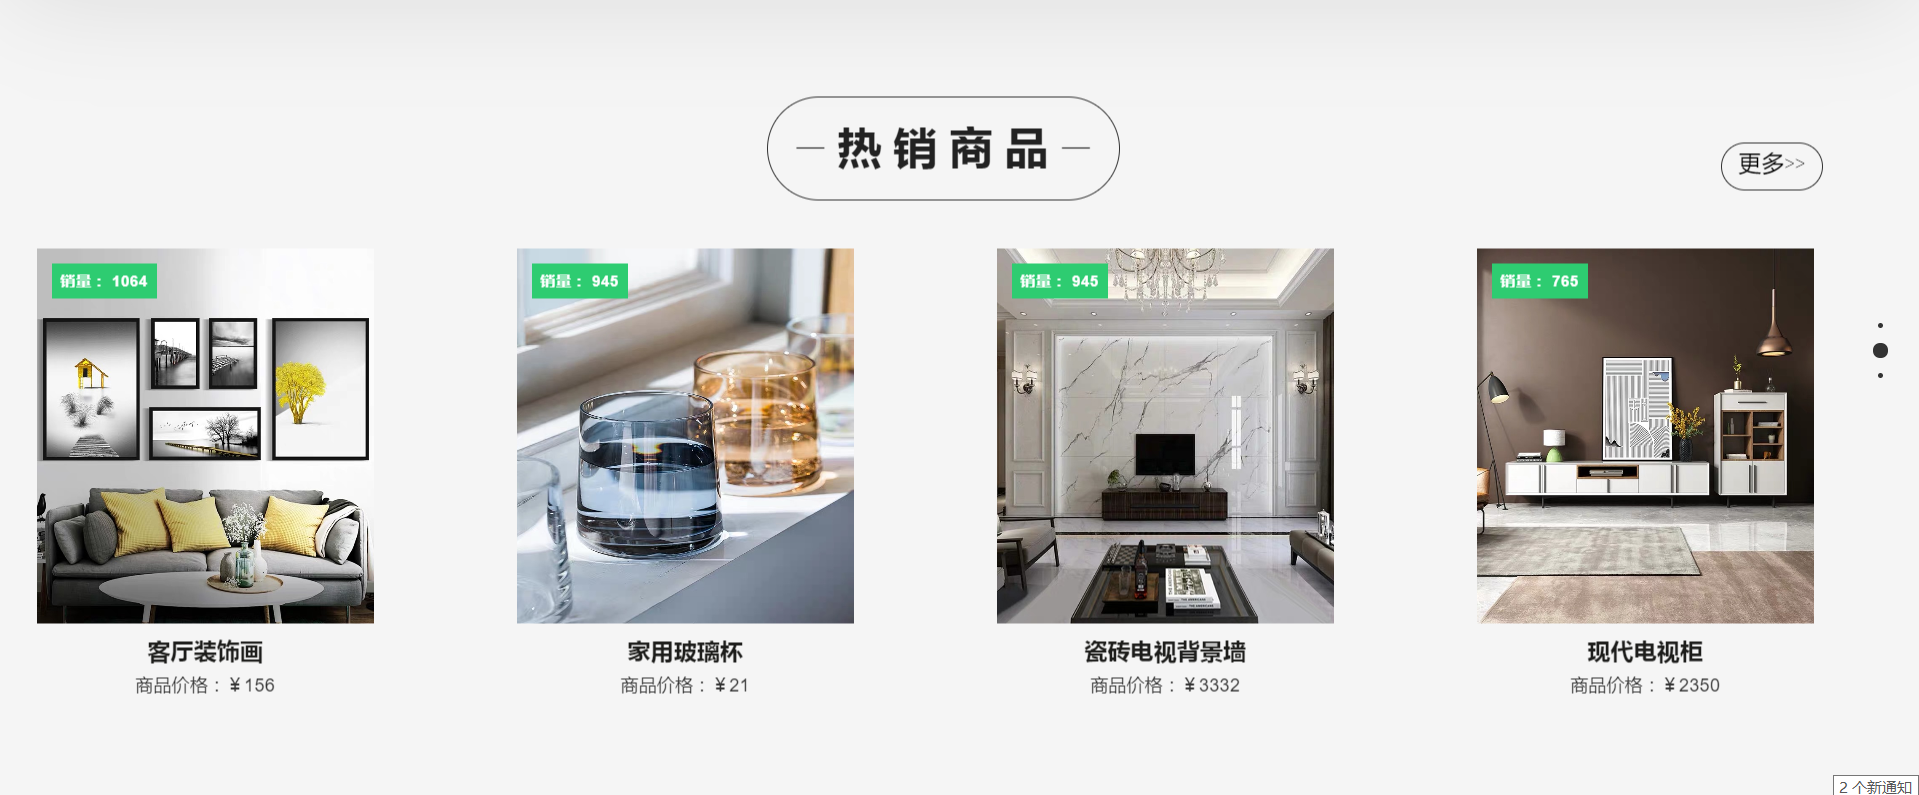 热销商品
更多>>
销量： 1064
销量： 945
销量： 945
销量： 765
客厅装饰画
家用玻璃杯
瓷砖电视背景墙
现代电视柜
商品价格：￥156
商品价格：￥21
商品价格：￥3332
商品价格：￥2350
2 个新通知